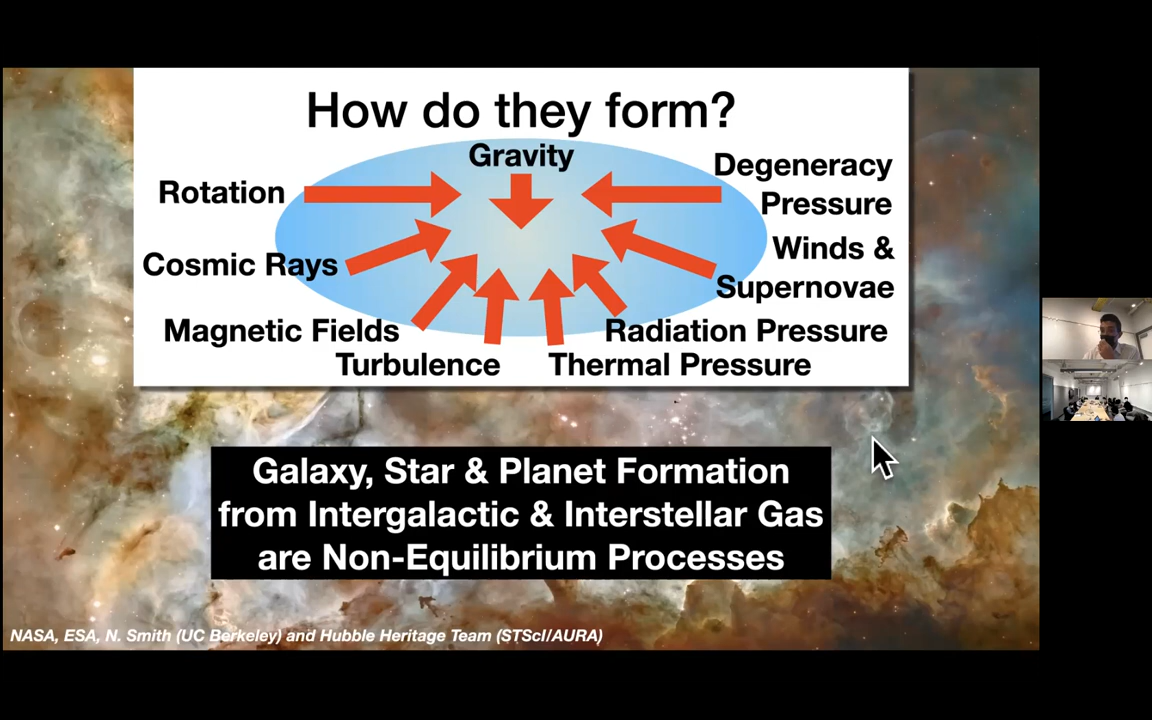 How do they form?
Gravity
Rotation
Degeneracy
Pressure
Cosmic Rays
Winds &
Supernovae
Magnetic Fields
Radiation Pressure
Turbulence
Thermal Pressure
Galaxy, Star & Planet Formation
from Intergalactic & Interstellar Gas
are Non-Equilibrium Processes
NASA, ESA, N. Smith (UC Berkeley) and Hubble Heritage Team (STScI/AURA)